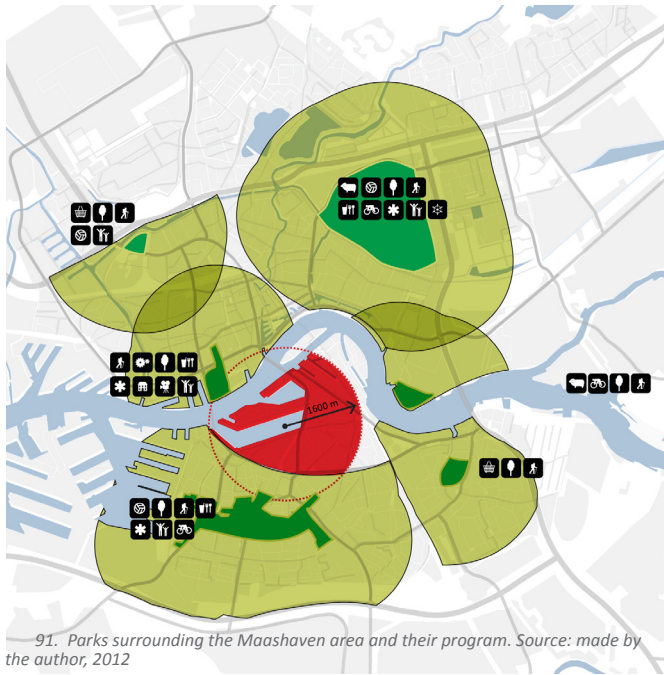 1600 m
91. Parks surrounding the Maashaven area and their program. Source: made by
the author, 2012